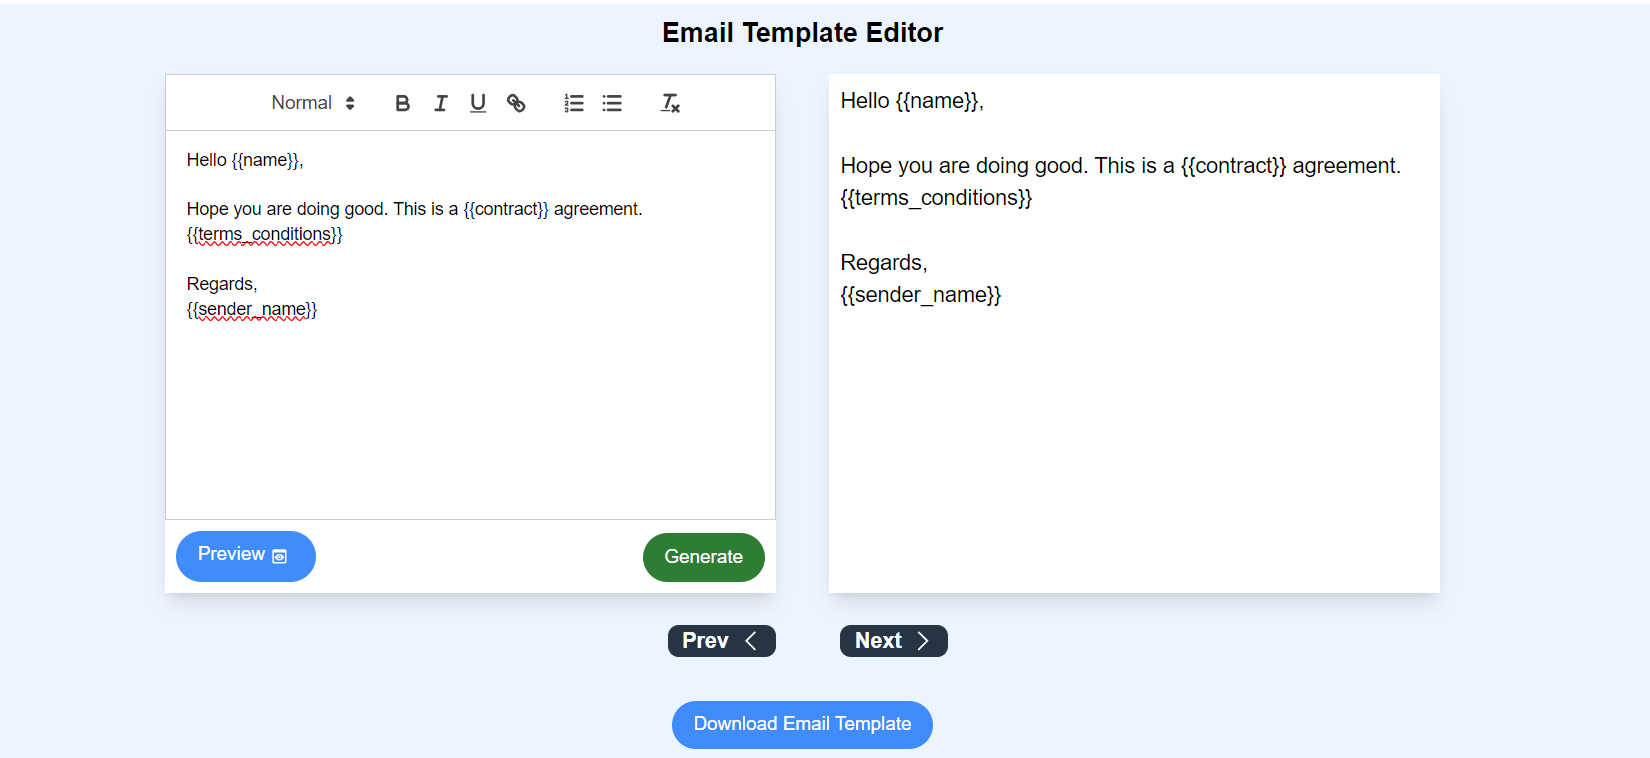 Email Template Editor
Normal
Hello {{name}},
Hope you are doing good. This is a {{contract}} agreement.
{{terms_conditions}}
Regards,
{{sender_name}}
Preview
Generate
Hello {{name}},
Hope you are doing good. This is a {{contract}} agreement.
{{terms_conditions}}
Regards,
{{sender_name}}
Prev
Next
Download Email Template